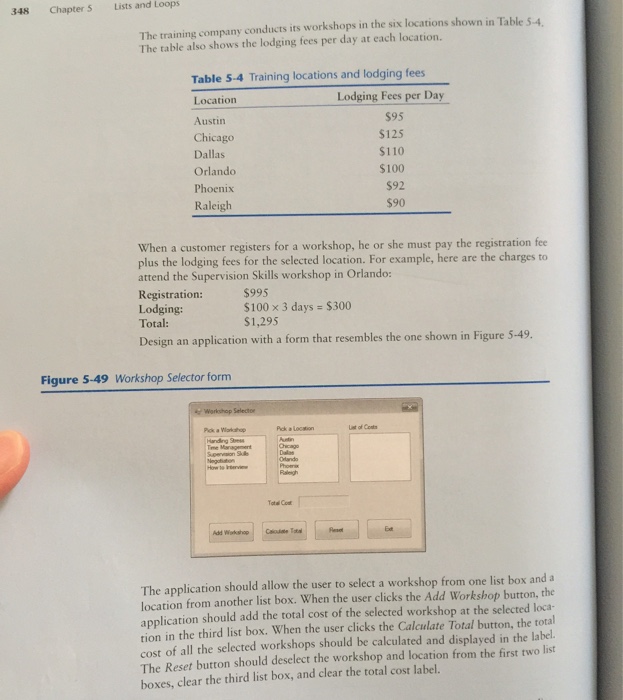 348 Chapter 5 Lists and Loops
The training company conducts its workshops in the six locations shown in Table 5-4.
The table also shows the lodging fees per day at each location.
Table 5-4 Training locations and lodging fees
Location Lodging Fees per Day
Austin $95
Chicago $125
Dallas $110
Orlando $100
Phoenix $92
Raleigh $90
When a customer registers for a workshop, he or she must pay the registration fee
plus the lodging fees for the selected location. For example, here are the charges to
attend the Supervision Skills workshop in Orlando:
Registration: $995
Lodging: $100 × 3 days = $300
Total: $1,295
Design an application with a form that resembles the one shown in Figure 5-49.
Figure 5-49 Workshop Selector form
Workshop Selector
Pick a Workshop Pick a Location List of Costs
Handling Stress Austin
Time Management Chicago
Supervision Skills Dallas
Negotiation Orlando
How to Interview Phoenix
Raleigh
Total Cost:
Add Workshop Calculate Total Reset Exit
The application should allow the user to select a workshop from one list box and a
location from another list box. When the user clicks the Add Workshop button, the
application should add the total cost of the selected workshop at the selected loca-
tion in the third list box. When the user clicks the Calculate Total button, the total
cost of all the selected workshops should be calculated and displayed in the label.
The Reset button should deselect the workshop and location from the first two list
boxes, clear the third list box, and clear the total cost label.